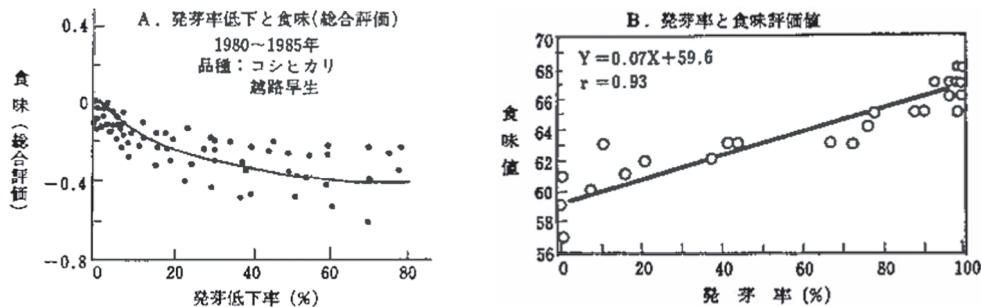 A．発芽率低下と食味(総合評価)
1980～1985年
品種：コシヒカリ
越路早生
0.4
0
−0.4
−0.8
食味(総合評価)
0
20
40
60
80
発芽低下率(%)
B．発芽率と食味評価値
Y＝0.07X＋59.6
r＝0.93
70
68
66
64
62
60
58
56
食味値
0
20
40
60
80
100
発芽率(%)